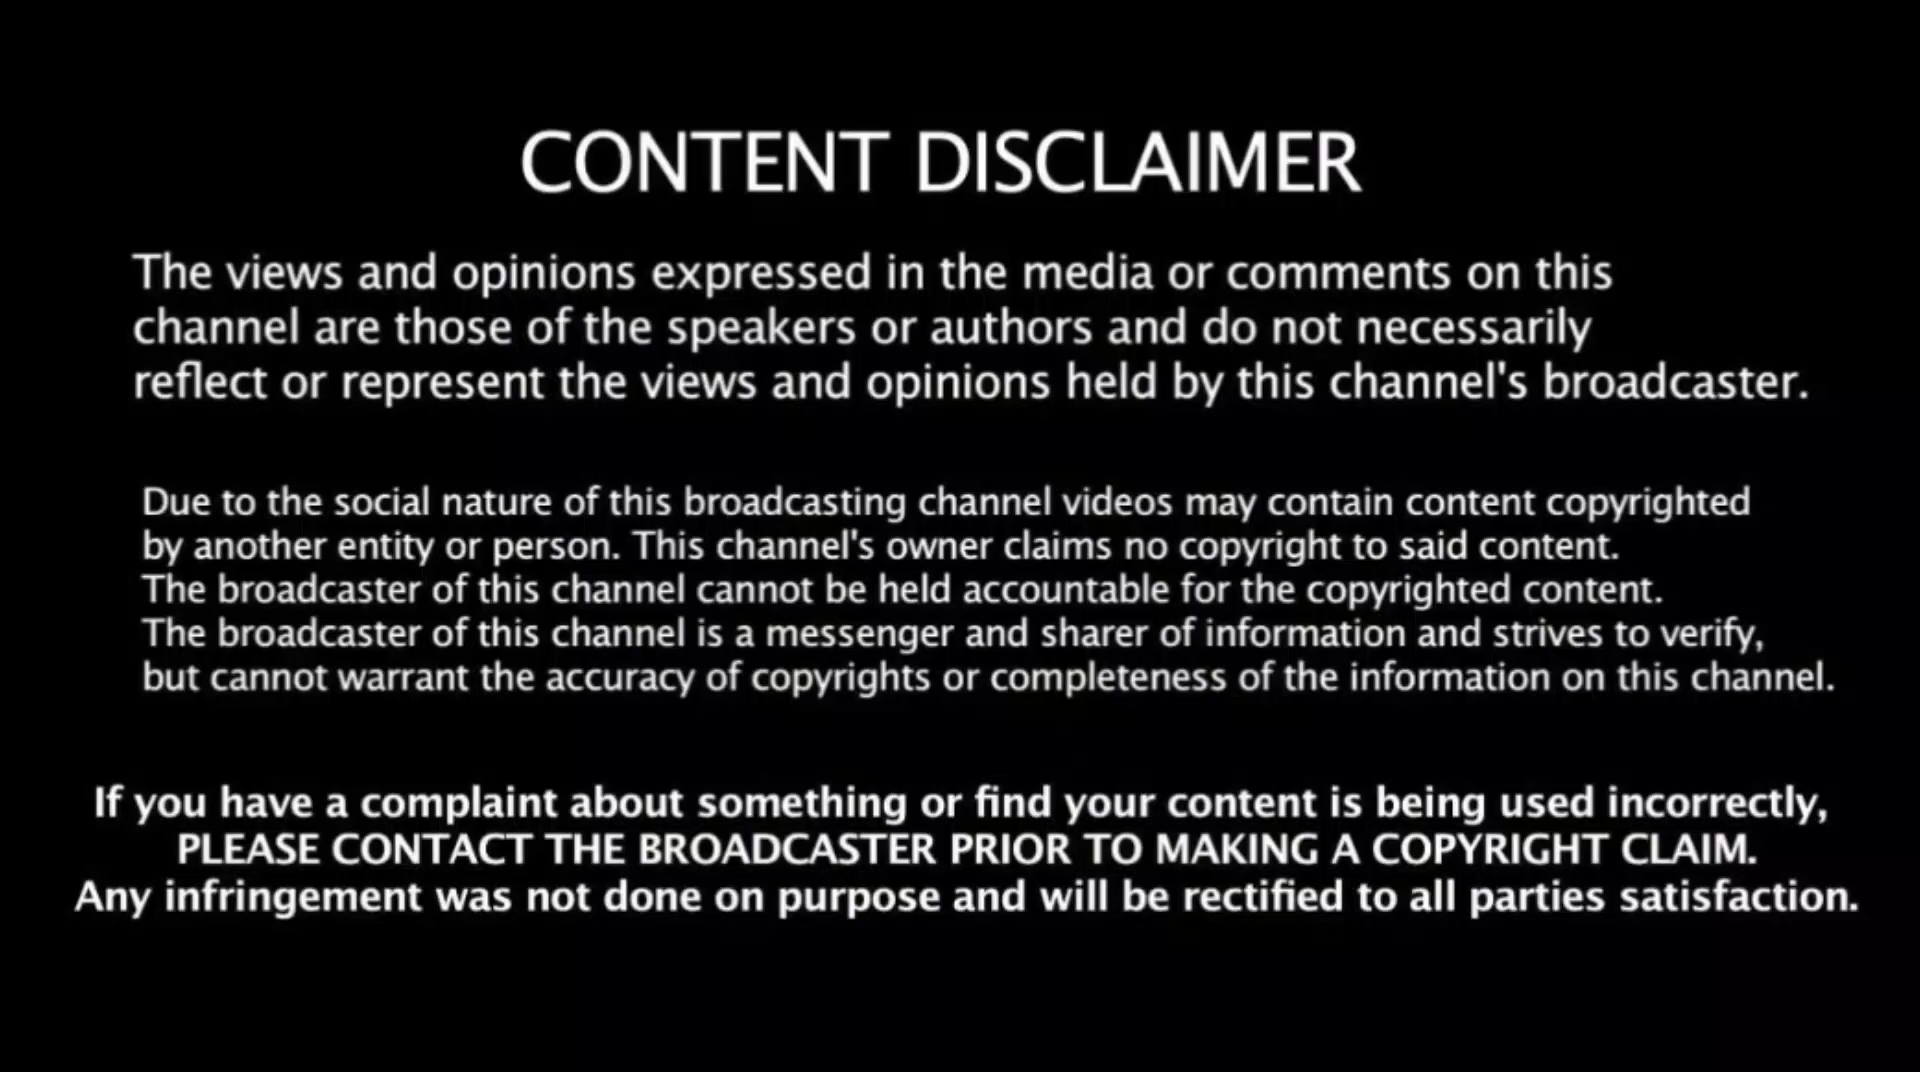 CONTENT DISCLAIMER
The views and opinions expressed in the media or comments on this
channel are those of the speakers or authors and do not necessarily
reflect or represent the views and opinions held by this channel's broadcaster.
Due to the social nature of this broadcasting channel videos may contain content copyrighted
by another entity or person. This channel's owner claims no copyright to said content.
The broadcaster of this channel cannot be held accountable for the copyrighted content.
The broadcaster of this channel is a messenger and sharer of information and strives to verify,
but cannot warrant the accuracy of copyrights or completeness of the information on this channel.
If you have a complaint about something or find your content is being used incorrectly,
PLEASE CONTACT THE BROADCASTER PRIOR TO MAKING A COPYRIGHT CLAIM.
Any infringement was not done on purpose and will be rectified to all parties satisfaction.